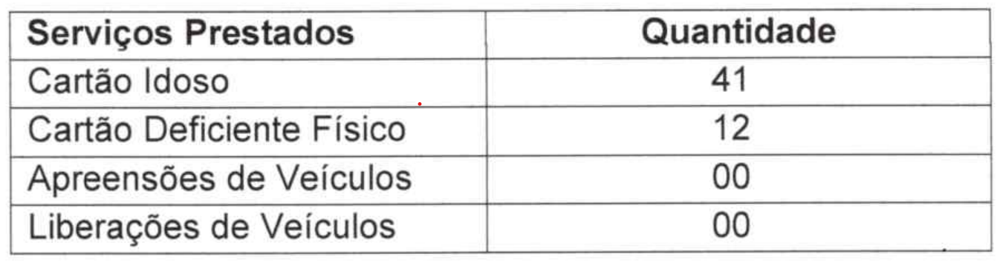 Serviços Prestados Quantidade
Cartão Idoso 41
Cartão Deficiente Físico 12
Apreensões de Veículos 00
Liberações de Veículos 00